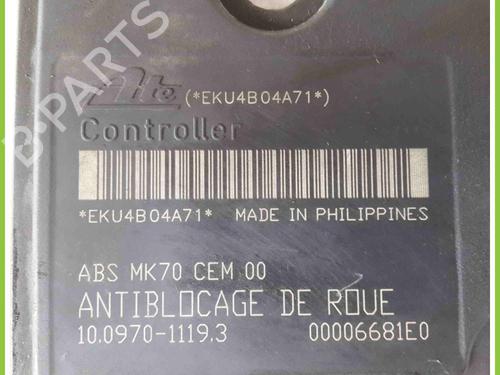 Ate (*EKU4B04A71*)
Controller
*EKU4B04A71* MADE IN PHILIPPINES
ABS MK70 CEM 00
ANTIBLOCAGE DE ROUE
10.0970-1119.3 00006681E0
B-PARTS